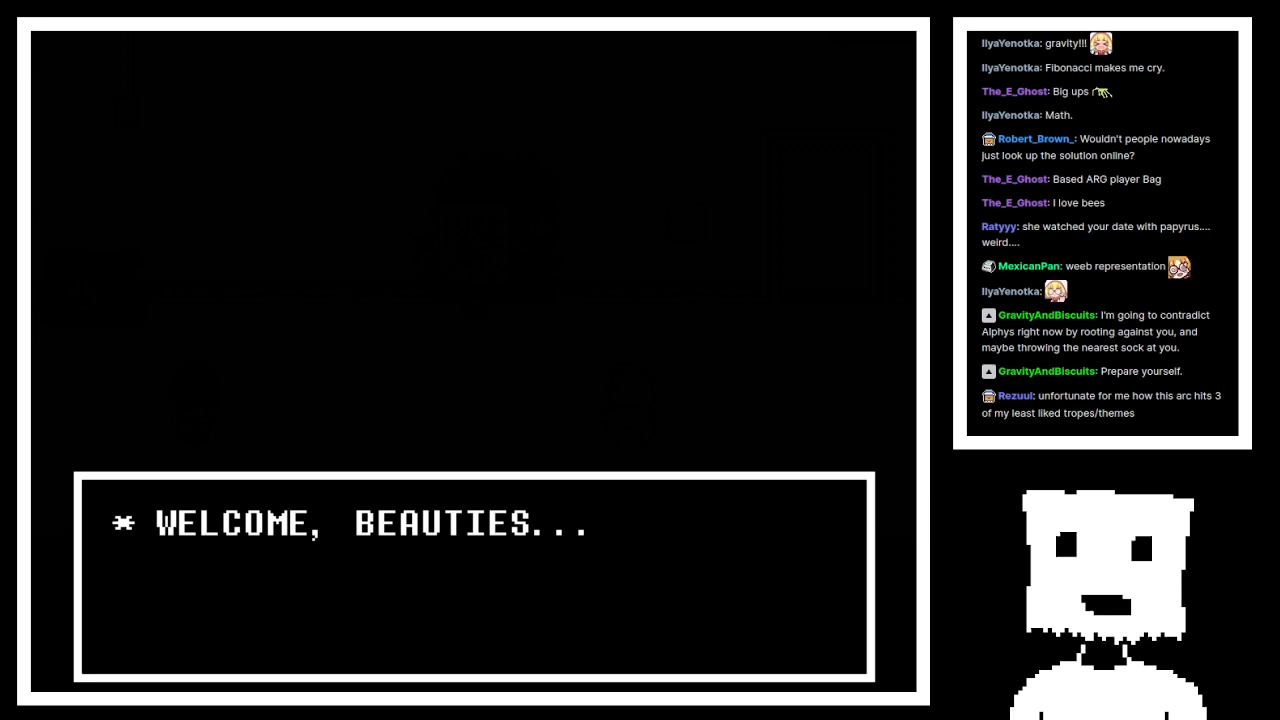 * WELCOME, BEAUTIES...
IlyaYenotka: gravity!!!
IlyaYenotka: Fibonacci makes me cry.
The_E_Ghost: Big ups
IlyaYenotka: Math.
Robert_Brown_: Wouldn't people nowadays
just look up the solution online?
The_E_Ghost: Based ARG player Bag
The_E_Ghost: I love bees
Ratyyy: she watched your date with papyrus....
weird....
MexicanPan: weeb representation
IlyaYenotka:
GravityAndBiscuits: I'm going to contradict
Alphys right now by rooting against you, and
maybe throwing the nearest sock at you.
GravityAndBiscuits: Prepare yourself.
Rezuul: unfortunate for me how this arc hits 3
of my least liked tropes/themes